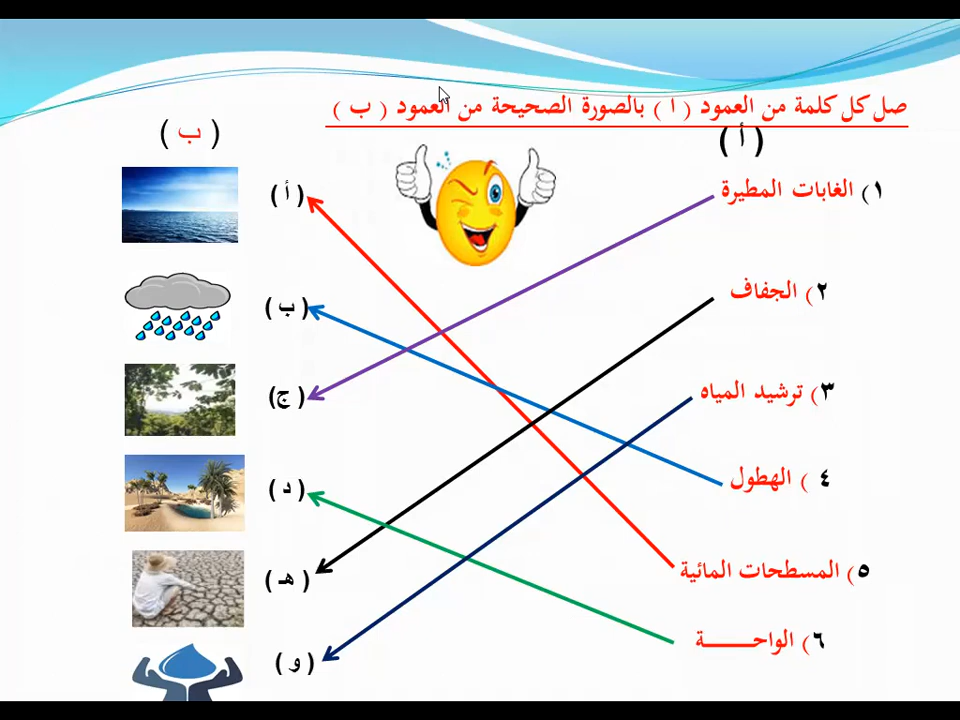 صل كل كلمة من العمود ( ا ) بالصورة الصحيحة من العمود ( ب )
( أ )
( ب )
١) الغابات المطيرة
( أ )
٢) الجفاف
( ب )
٣) ترشيد المياه
( ج )
٤ ) الهطول
( د )
٥) المسطحات المائية
( هـ )
٦) الواحـــــــة
( و )